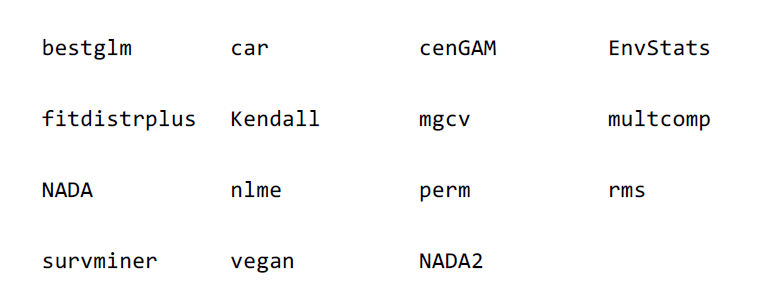 bestglm car cenGAM EnvStats
fitdistrplus Kendall mgcv multcomp
NADA nlme perm rms
survminer vegan NADA2